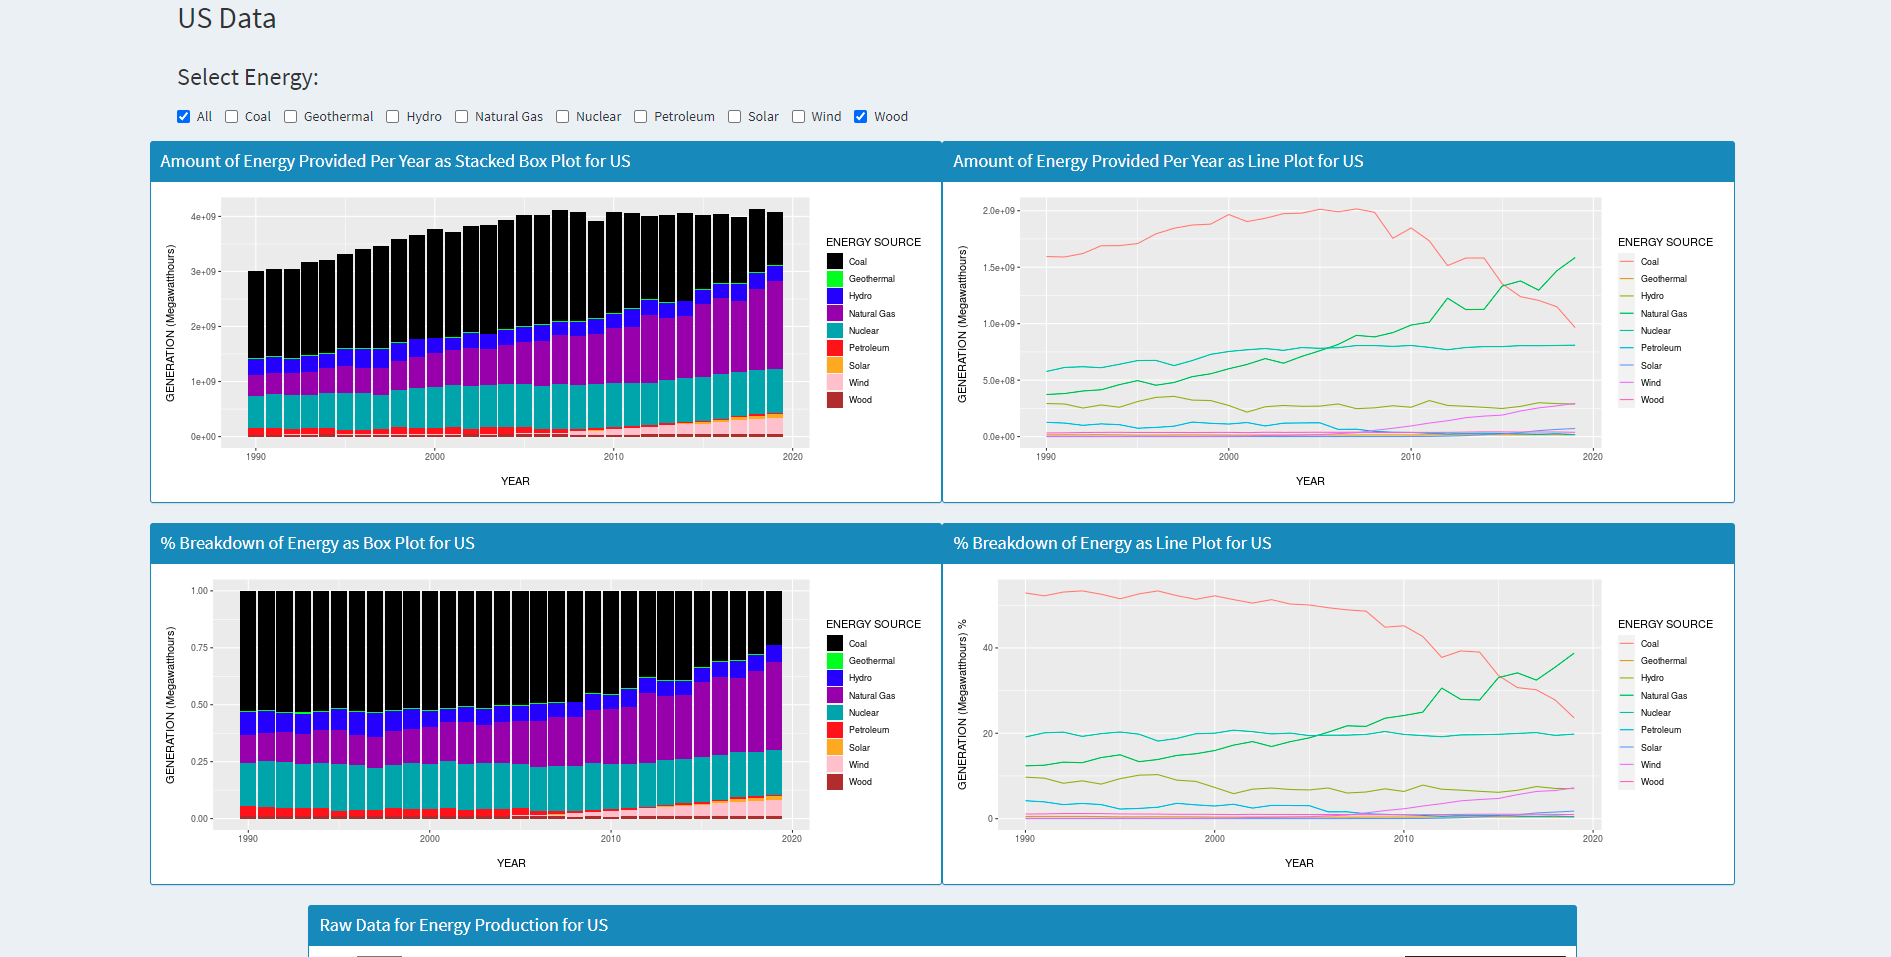 US Data
Select Energy:
All Coal Geothermal Hydro Natural Gas Nuclear Petroleum Solar Wind Wood
Amount of Energy Provided Per Year as Stacked Box Plot for US
GENERATION (Megawatthours)
4e+09
3e+09
2e+09
1e+09
0e+00
1990 2000 2010 2020
YEAR
ENERGY SOURCE
Coal
Geothermal
Hydro
Natural Gas
Nuclear
Petroleum
Solar
Wind
Wood
Amount of Energy Provided Per Year as Line Plot for US
GENERATION (Megawatthours)
2.0e+09
1.5e+09
1.0e+09
5.0e+08
0.0e+00
1990 2000 2010 2020
YEAR
ENERGY SOURCE
Coal
Geothermal
Hydro
Natural Gas
Nuclear
Petroleum
Solar
Wind
Wood
% Breakdown of Energy as Box Plot for US
GENERATION (Megawatthours)
1.00
0.75
0.50
0.25
0.00
1990 2000 2010 2020
YEAR
ENERGY SOURCE
Coal
Geothermal
Hydro
Natural Gas
Nuclear
Petroleum
Solar
Wind
Wood
% Breakdown of Energy as Line Plot for US
GENERATION (Megawatthours) %
40
20
0
1990 2000 2010 2020
YEAR
ENERGY SOURCE
Coal
Geothermal
Hydro
Natural Gas
Nuclear
Petroleum
Solar
Wind
Wood
Raw Data for Energy Production for US